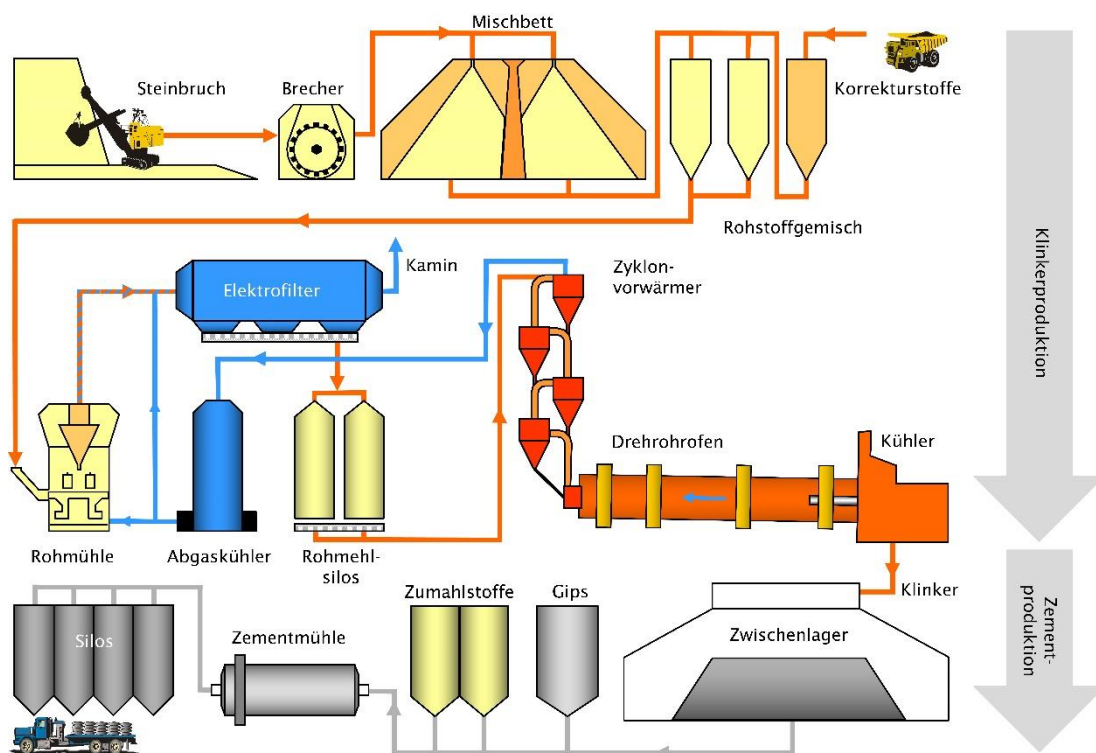 Mischbett
Steinbruch
Brecher
Korrekturstoffe
Rohstoffgemisch
Klinkerproduktion
Kamin
Zyklon-
vorwärmer
Elektrofilter
Drehrohrofen
Kühler
Rohmühle
Abgaskühler
Rohmehl-
silos
Klinker
Zement-
produktion
Zumahlstoffe
Gips
Silos
Zementmühle
Zwischenlager